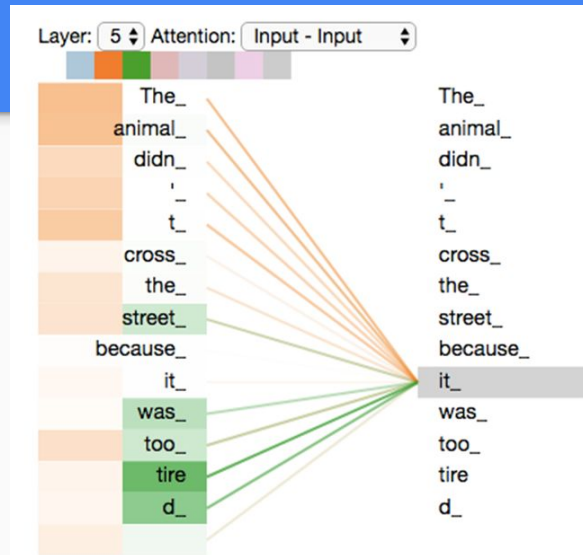 Layer: 5 Attention: Input - Input
The_ The_
animal_ animal_
didn_ didn_
'_ '_
t_ t_
cross_ cross_
the_ the_
street_ street_
because_ because_
it_ it_
was_ was_
too_ too_
tire tire
d_ d_